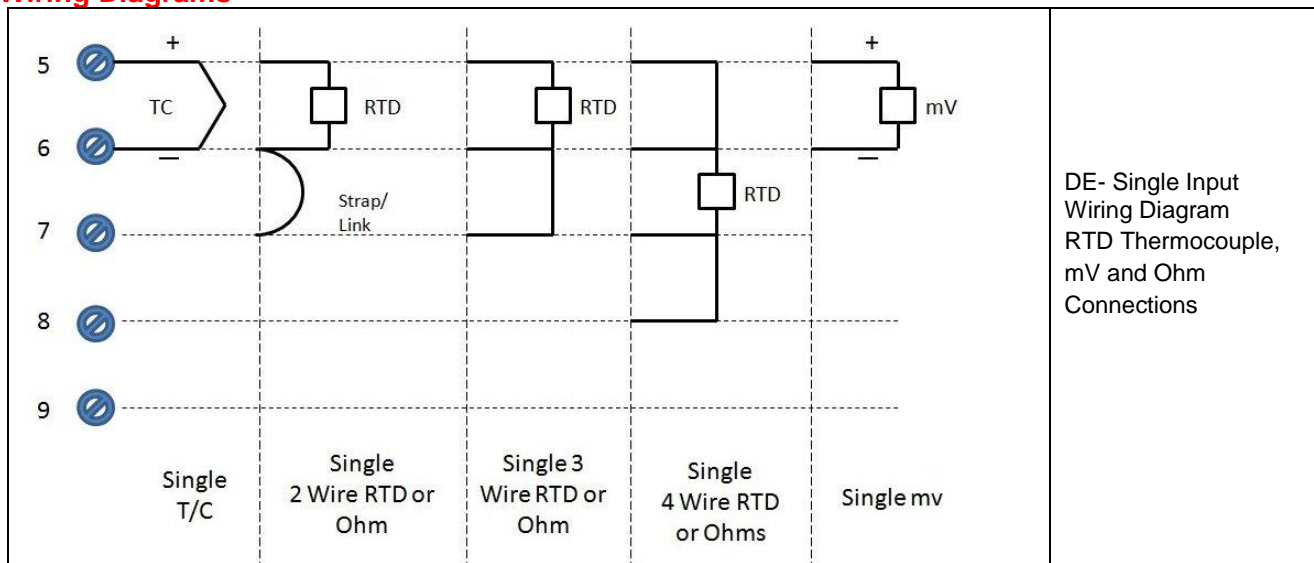 Wiring Diagrams
5
+
TC
RTD
RTD
+
mV
6
—
RTD
—
Strap/
Link
7
8
9
Single
T/C
Single
2 Wire RTD or
Ohm
Single 3
Wire RTD or
Ohm
Single
4 Wire RTD
or Ohms
Single mv
DE- Single Input
Wiring Diagram
RTD Thermocouple,
mV and Ohm
Connections